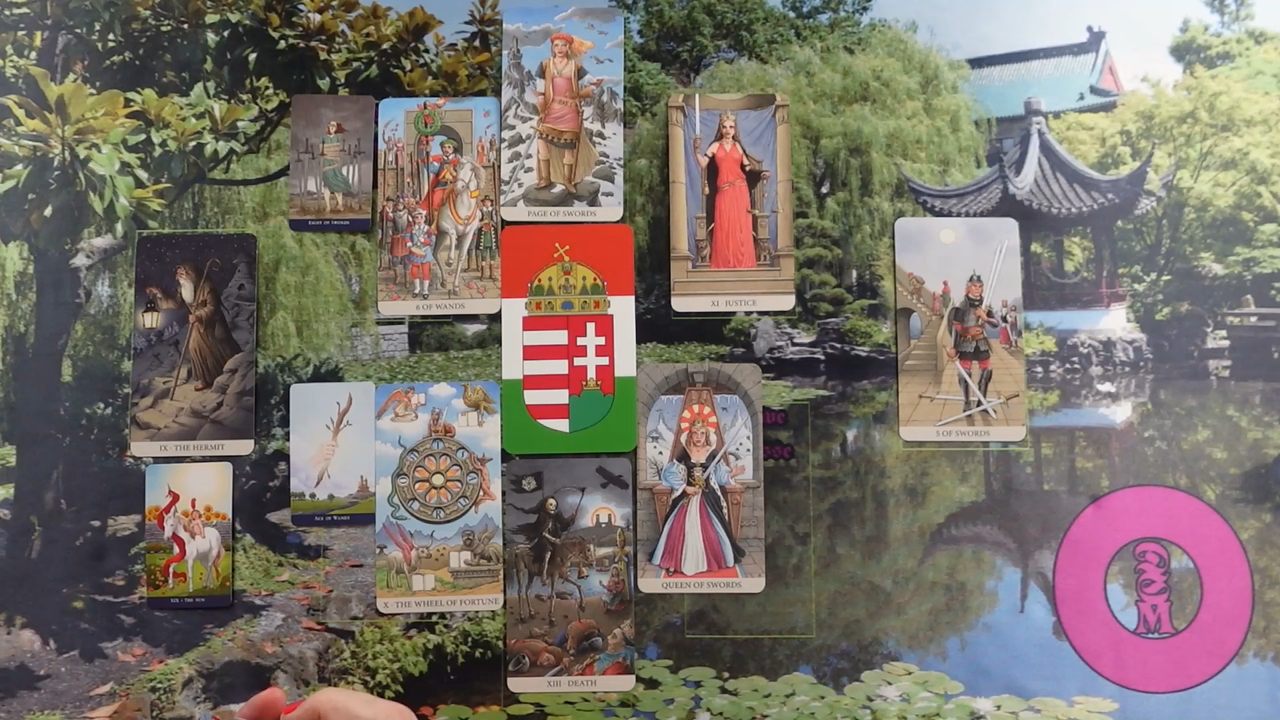 PAGE OF SWORDS
EIGHT OF SWORDS
6 OF WANDS
XI · JUSTICE
IX · THE HERMIT
5 OF SWORDS
ACE OF WANDS
X · THE WHEEL OF FORTUNE
QUEEN OF SWORDS
XIX · THE SUN
XIII · DEATH